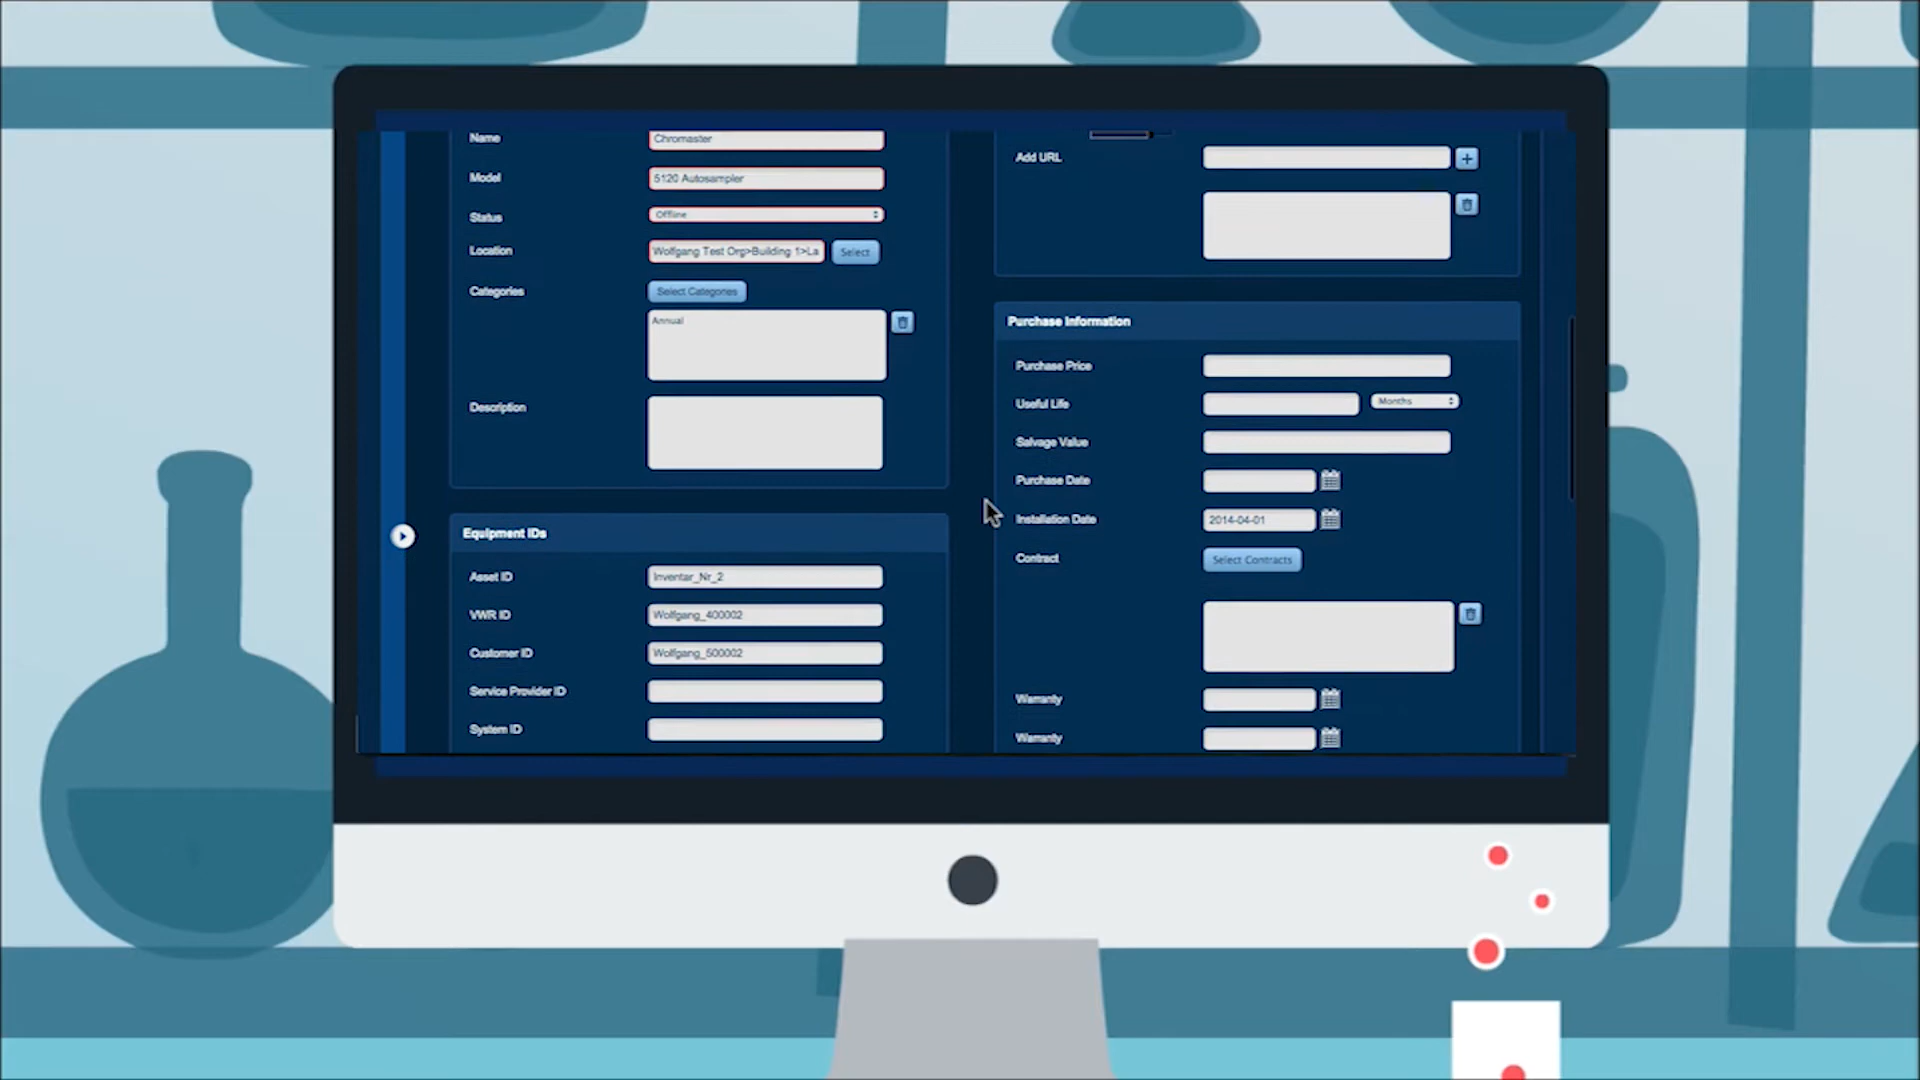 Name
Chromaster
Model
5120 Autosampler
Status
Offline
Location
Wolfgang Test Org>Building 1>La
Select
Categories
Select Categories
Annual
Description
Equipment IDs
Asset ID
Inventar_Nr_2
VWR ID
Wolfgang_400002
Customer ID
Wolfgang_500002
Service Provider ID
System ID
Add URL
Purchase Information
Purchase Price
Useful Life
Months
Salvage Value
Purchase Date
Installation Date
2014-04-01
Contract
Select Contracts
Warranty
Warranty